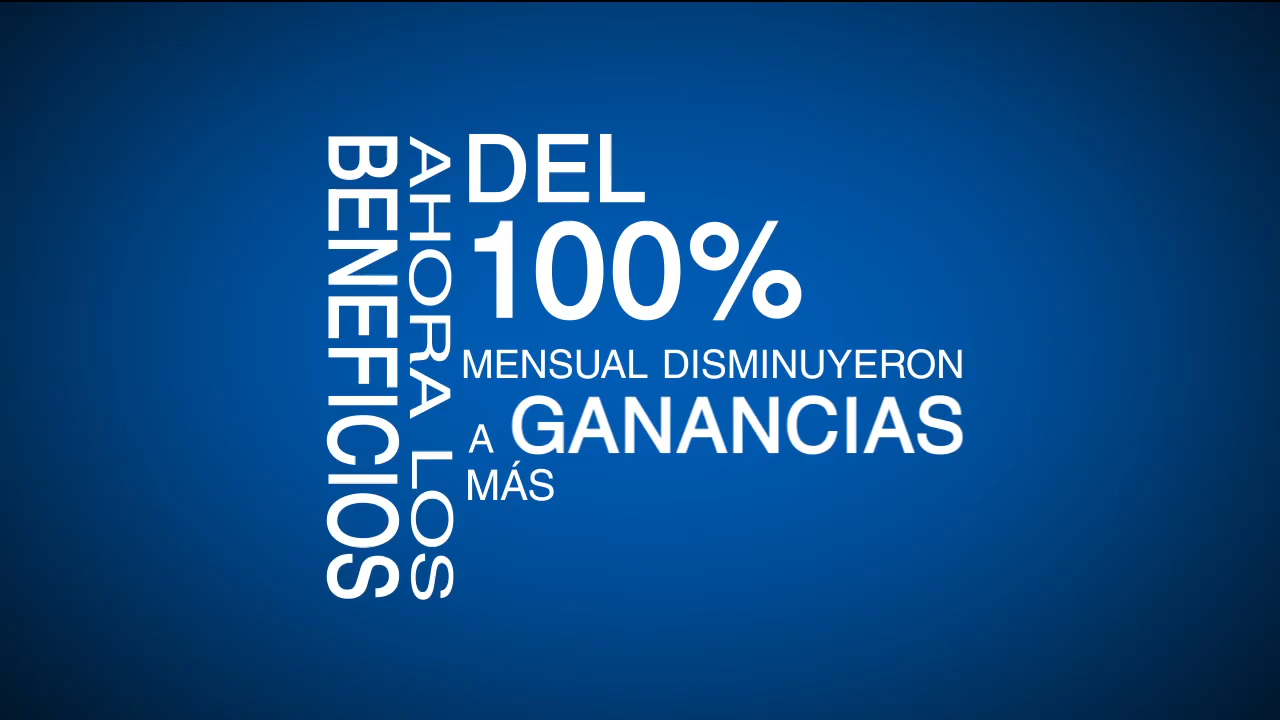 AHORA LOS
BENEFICIOS
DEL
100%
MENSUAL DISMINUYERON
A GANANCIAS
MÁS